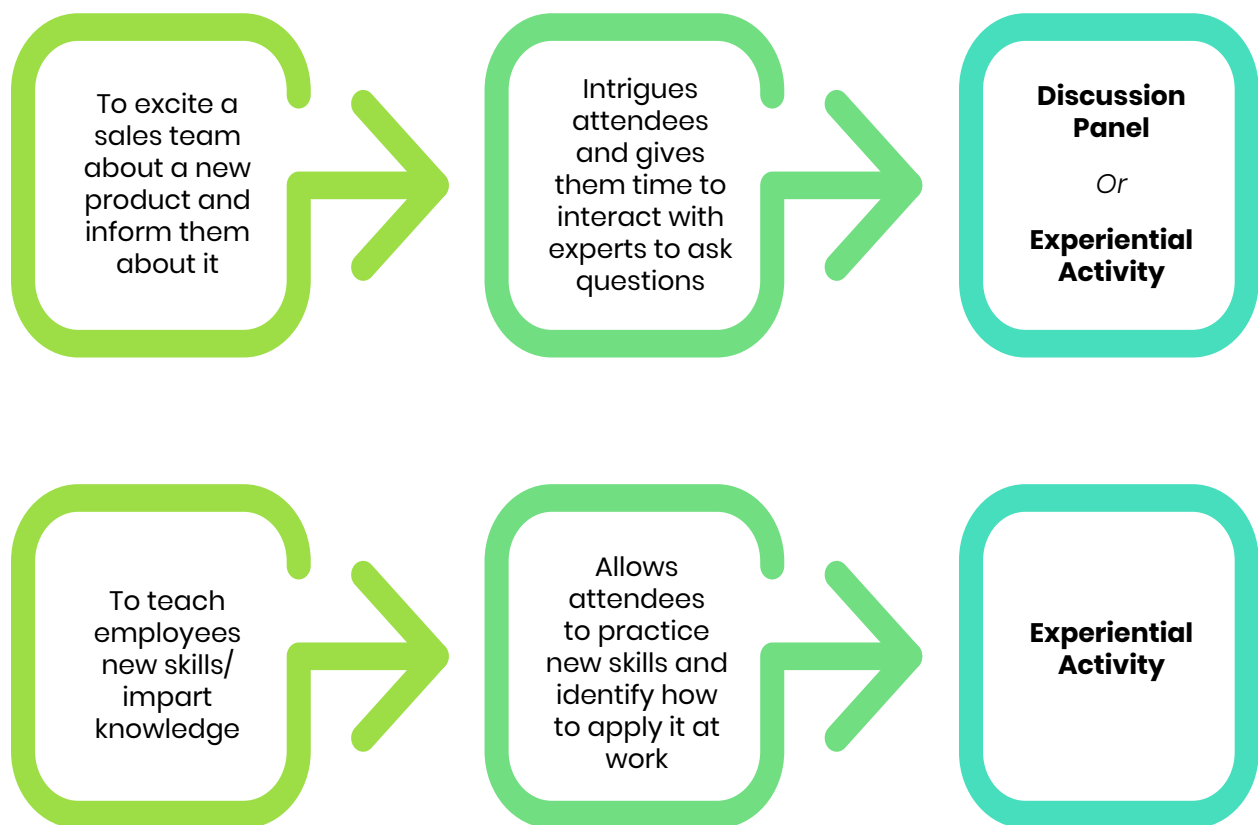 To excite a
sales team
about a new
product and
inform them
about it
Intrigues
attendees
and gives
them time to
interact with
experts to ask
questions
Discussion
Panel
Or
Experiential
Activity
To teach
employees
new skills/
impart
knowledge
Allows
attendees
to practice
new skills and
identify how
to apply it at
work
Experiential
Activity